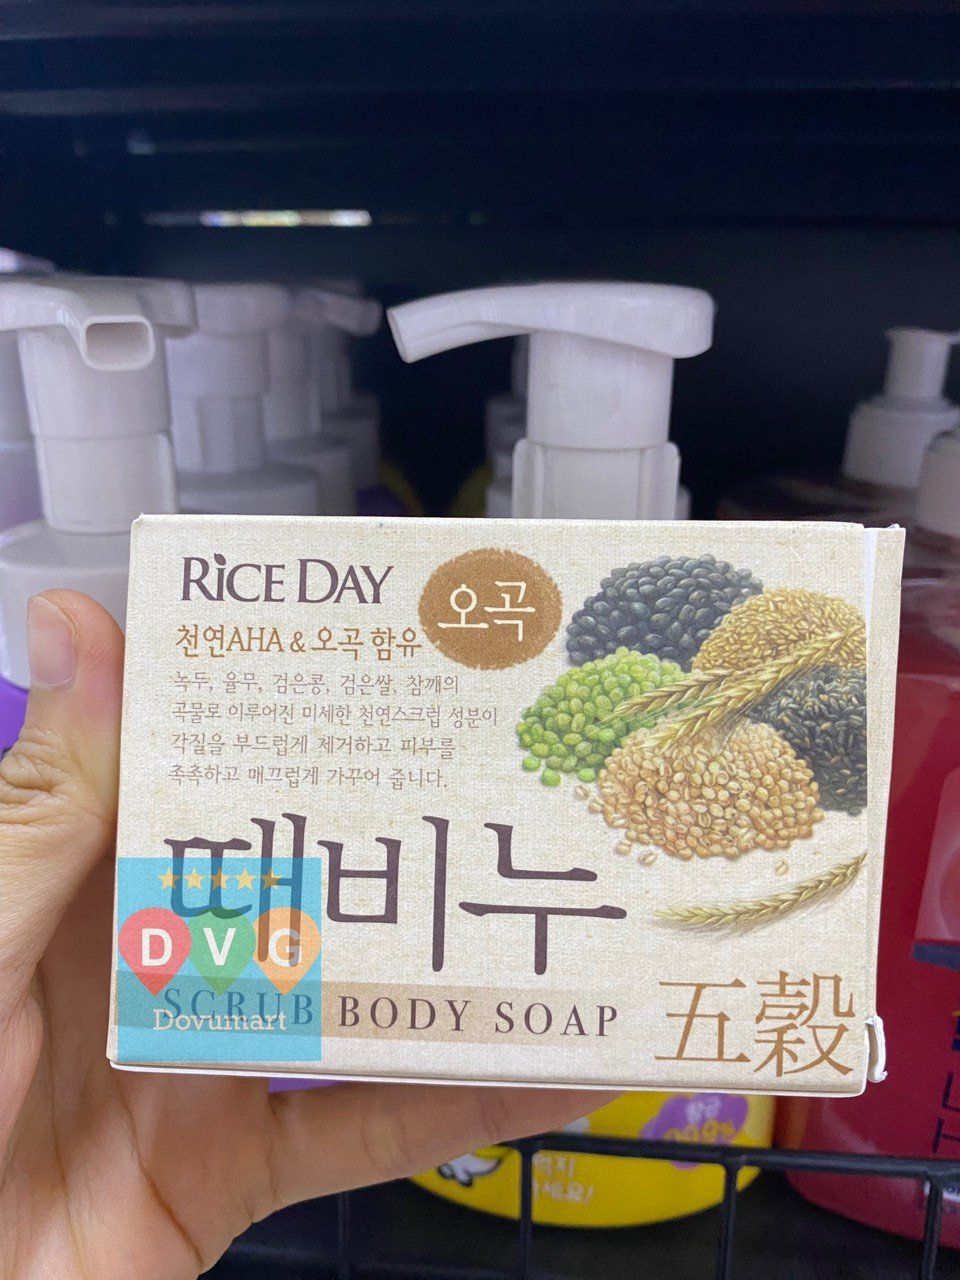 RiCE DAY
오곡
천연AHA & 오곡 함유
녹두, 율무, 검은콩, 검은쌀, 참깨의
곡물로 이루어진 미세한 천연스크럽 성분이
각질을 부드럽게 제거하고 피부를
촉촉하고 매끄럽게 가꾸어 줍니다.
때비누
SCRUB BODY SOAP
五穀
DVG
Dovumart
99.9%